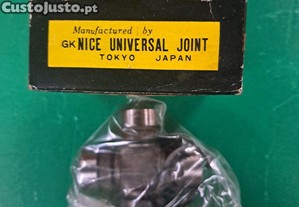 CustoJusto.pt
Manufactured by
GK NICE UNIVERSAL JOINT
TOKYO JAPAN